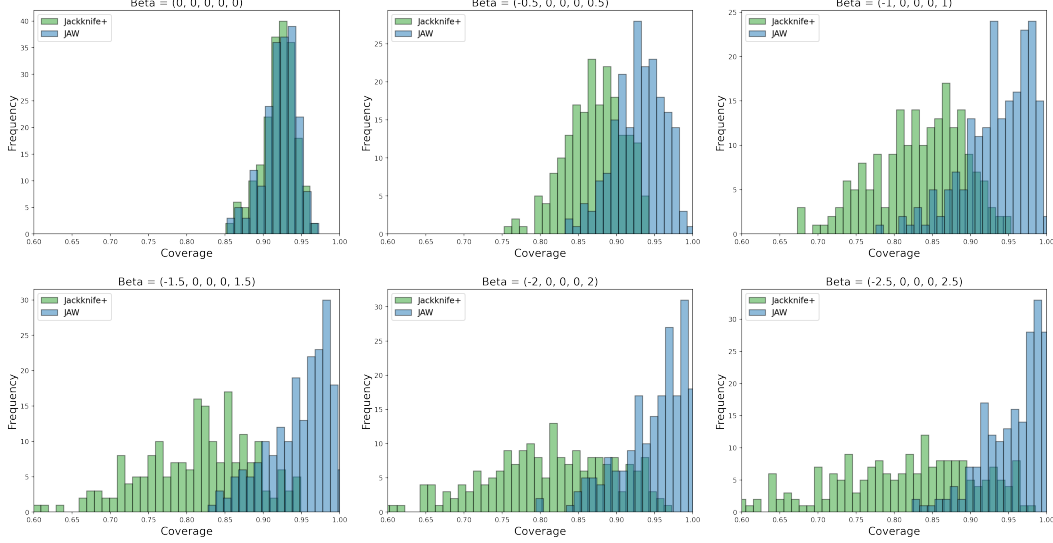 Beta = (0, 0, 0, 0, 0)
Frequency
40
35
30
25
20
15
10
5
0
Jackknife+
JAW
0.60 0.65 0.70 0.75 0.80 0.85 0.90 0.95 1.00
Coverage
Beta = (-0.5, 0, 0, 0, 0.5)
Frequency
25
20
15
10
5
0
Jackknife+
JAW
0.60 0.65 0.70 0.75 0.80 0.85 0.90 0.95 1.00
Coverage
Beta = (-1, 0, 0, 0, 1)
Frequency
25
20
15
10
5
0
Jackknife+
JAW
0.60 0.65 0.70 0.75 0.80 0.85 0.90 0.95 1.00
Coverage
Beta = (-1.5, 0, 0, 0, 1.5)
Frequency
30
25
20
15
10
5
0
Jackknife+
JAW
0.60 0.65 0.70 0.75 0.80 0.85 0.90 0.95 1.00
Coverage
Beta = (-2, 0, 0, 0, 2)
Frequency
30
25
20
15
10
5
0
Jackknife+
JAW
0.60 0.65 0.70 0.75 0.80 0.85 0.90 0.95 1.00
Coverage
Beta = (-2.5, 0, 0, 0, 2.5)
Frequency
30
25
20
15
10
5
0
Jackknife+
JAW
0.60 0.65 0.70 0.75 0.80 0.85 0.90 0.95 1.00
Coverage